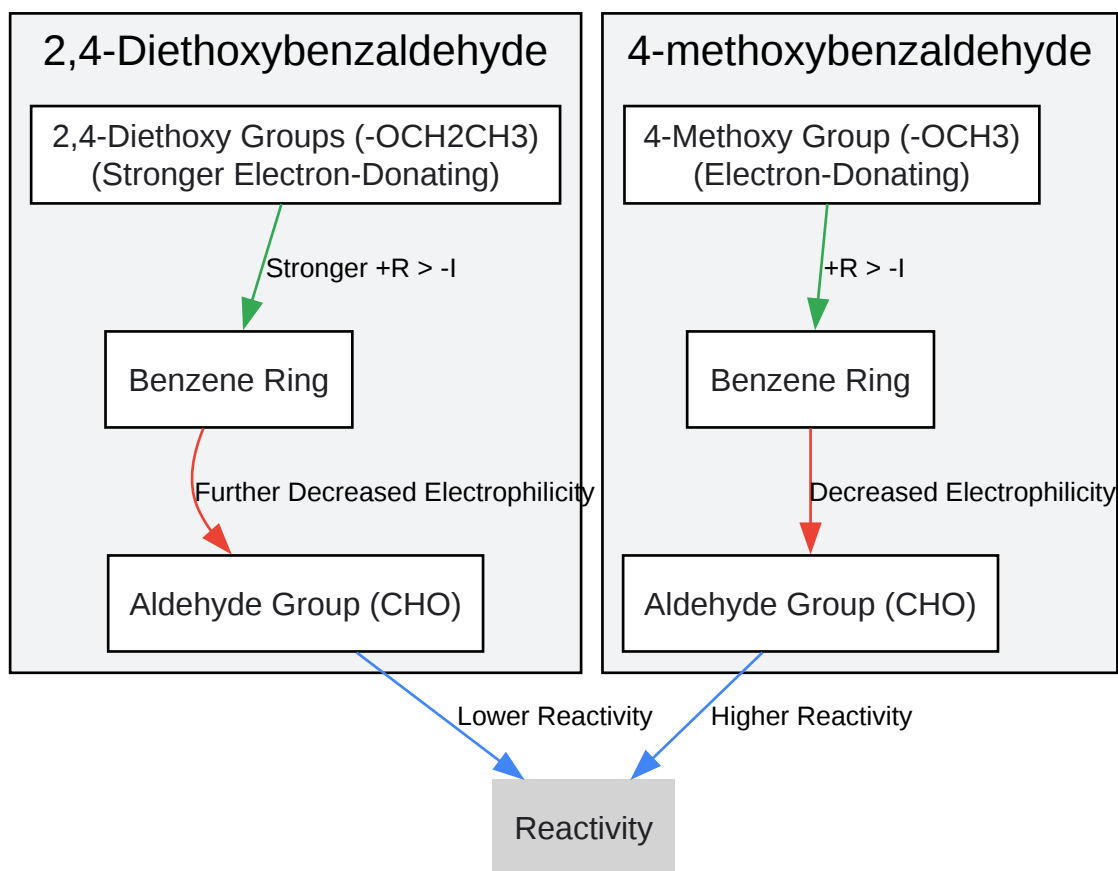 2,4-Diethoxybenzaldehyde
2,4-Diethoxy Groups (-OCH2CH3)
(Stronger Electron-Donating)
Stronger +R > -I
Benzene Ring
Further Decreased Electrophilicity
Aldehyde Group (CHO)
Lower Reactivity
4-methoxybenzaldehyde
4-Methoxy Group (-OCH3)
(Electron-Donating)
+R > -I
Benzene Ring
Decreased Electrophilicity
Aldehyde Group (CHO)
Higher Reactivity
Reactivity